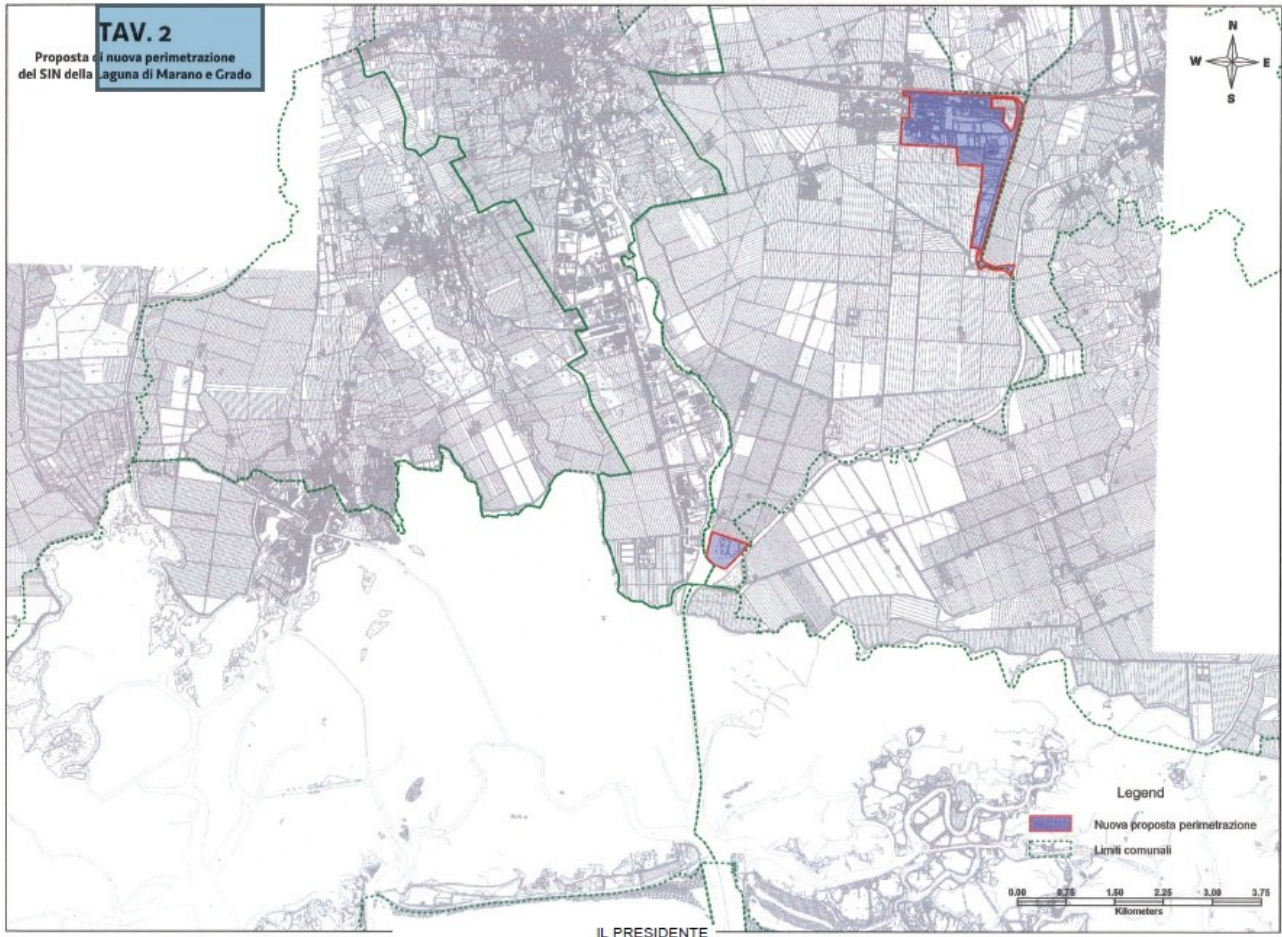 TAV. 2
Proposta di nuova perimetrazione
del SIN della Laguna di Marano e Grado
N
W E
S
Legend
Nuova proposta perimetrazione
Limiti comunali
0.00 0.75 1.50 2.25 3.00 3.75
Kilometers
IL PRESIDENTE